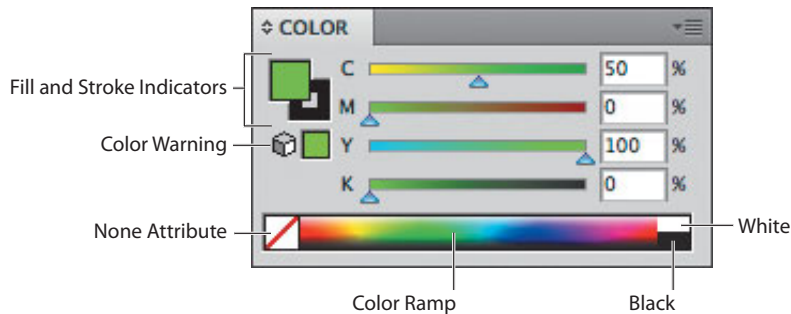 COLOR
Fill and Stroke Indicators
C 50 %
M 0 %
Color Warning
Y 100 %
K 0 %
None Attribute
White
Color Ramp
Black